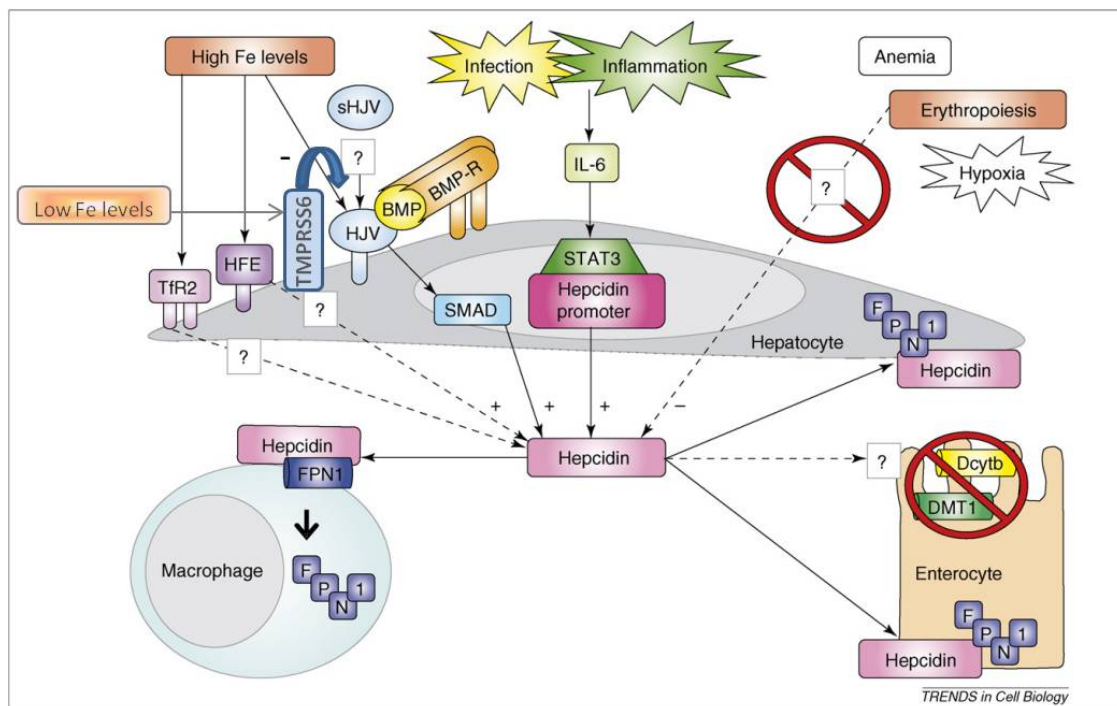 High Fe levels
Infection
Inflammation
Anemia
Erythropoiesis
Hypoxia
sHJV
-
?
BMP-R
BMP
IL-6
?
Low Fe levels
TMPRSS6
HJV
HFE
TfR2
STAT3
Hepcidin
promoter
SMAD
?
?
F
P
N
1
Hepatocyte
Hepcidin
+
+
+
–
Hepcidin
FPN1
Hepcidin
?
Dcytb
DMT1
Macrophage
F
P
N
1
Enterocyte
F
P
N
1
Hepcidin
TRENDS in Cell Biology